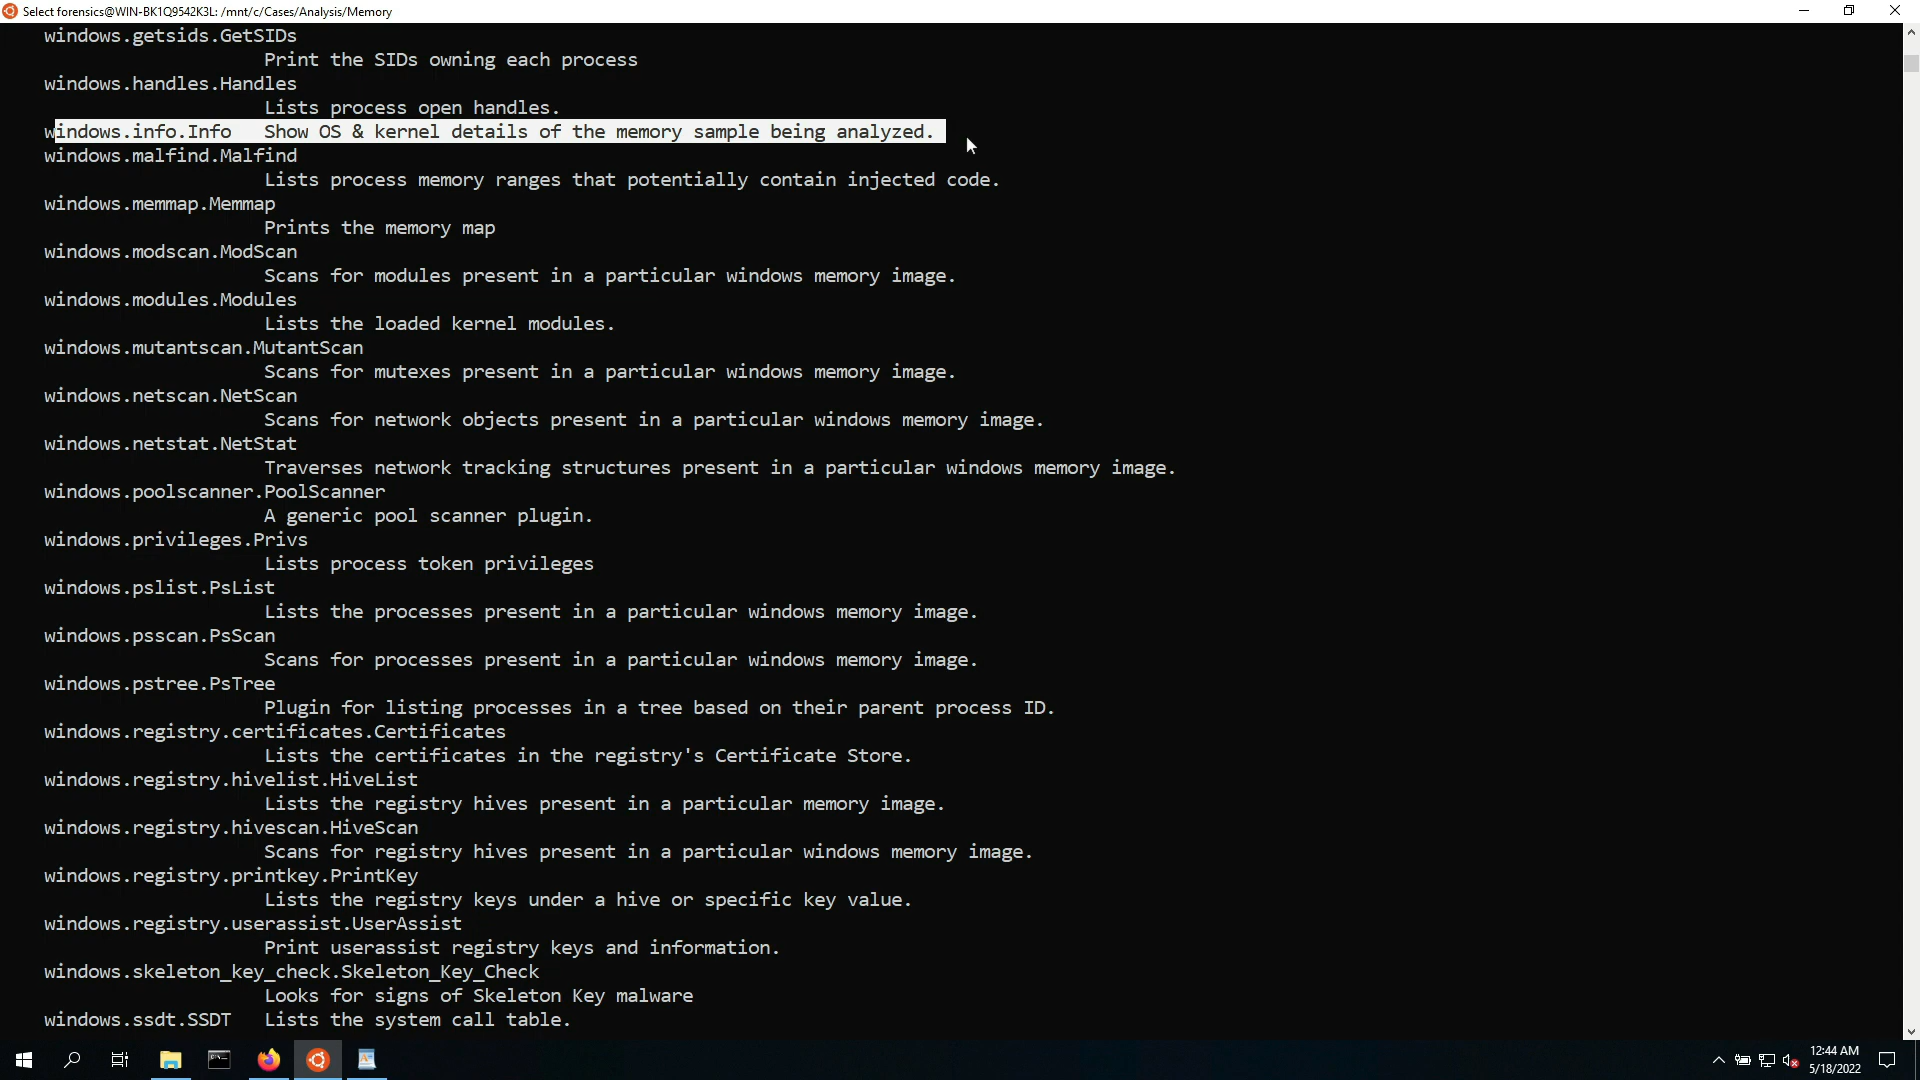 Select forensics@WIN-BK1Q9542K3L: /mnt/c/Cases/Analysis/Memory
windows.getsids.GetSIDs
Print the SIDs owning each process
windows.handles.Handles
Lists process open handles.
windows.info.Info   Show OS & kernel details of the memory sample being analyzed.
windows.malfind.Malfind
Lists process memory ranges that potentially contain injected code.
windows.memmap.Memmap
Prints the memory map
windows.modscan.ModScan
Scans for modules present in a particular windows memory image.
windows.modules.Modules
Lists the loaded kernel modules.
windows.mutantscan.MutantScan
Scans for mutexes present in a particular windows memory image.
windows.netscan.NetScan
Scans for network objects present in a particular windows memory image.
windows.netstat.NetStat
Traverses network tracking structures present in a particular windows memory image.
windows.poolscanner.PoolScanner
A generic pool scanner plugin.
windows.privileges.Privs
Lists process token privileges
windows.pslist.PsList
Lists the processes present in a particular windows memory image.
windows.psscan.PsScan
Scans for processes present in a particular windows memory image.
windows.pstree.PsTree
Plugin for listing processes in a tree based on their parent process ID.
windows.registry.certificates.Certificates
Lists the certificates in the registry's Certificate Store.
windows.registry.hivelist.HiveList
Lists the registry hives present in a particular memory image.
windows.registry.hivescan.HiveScan
Scans for registry hives present in a particular windows memory image.
windows.registry.printkey.PrintKey
Lists the registry keys under a hive or specific key value.
windows.registry.userassist.UserAssist
Print userassist registry keys and information.
windows.skeleton_key_check.Skeleton_Key_Check
Looks for signs of Skeleton Key malware
windows.ssdt.SSDT   Lists the system call table.
12:44 AM
5/18/2022